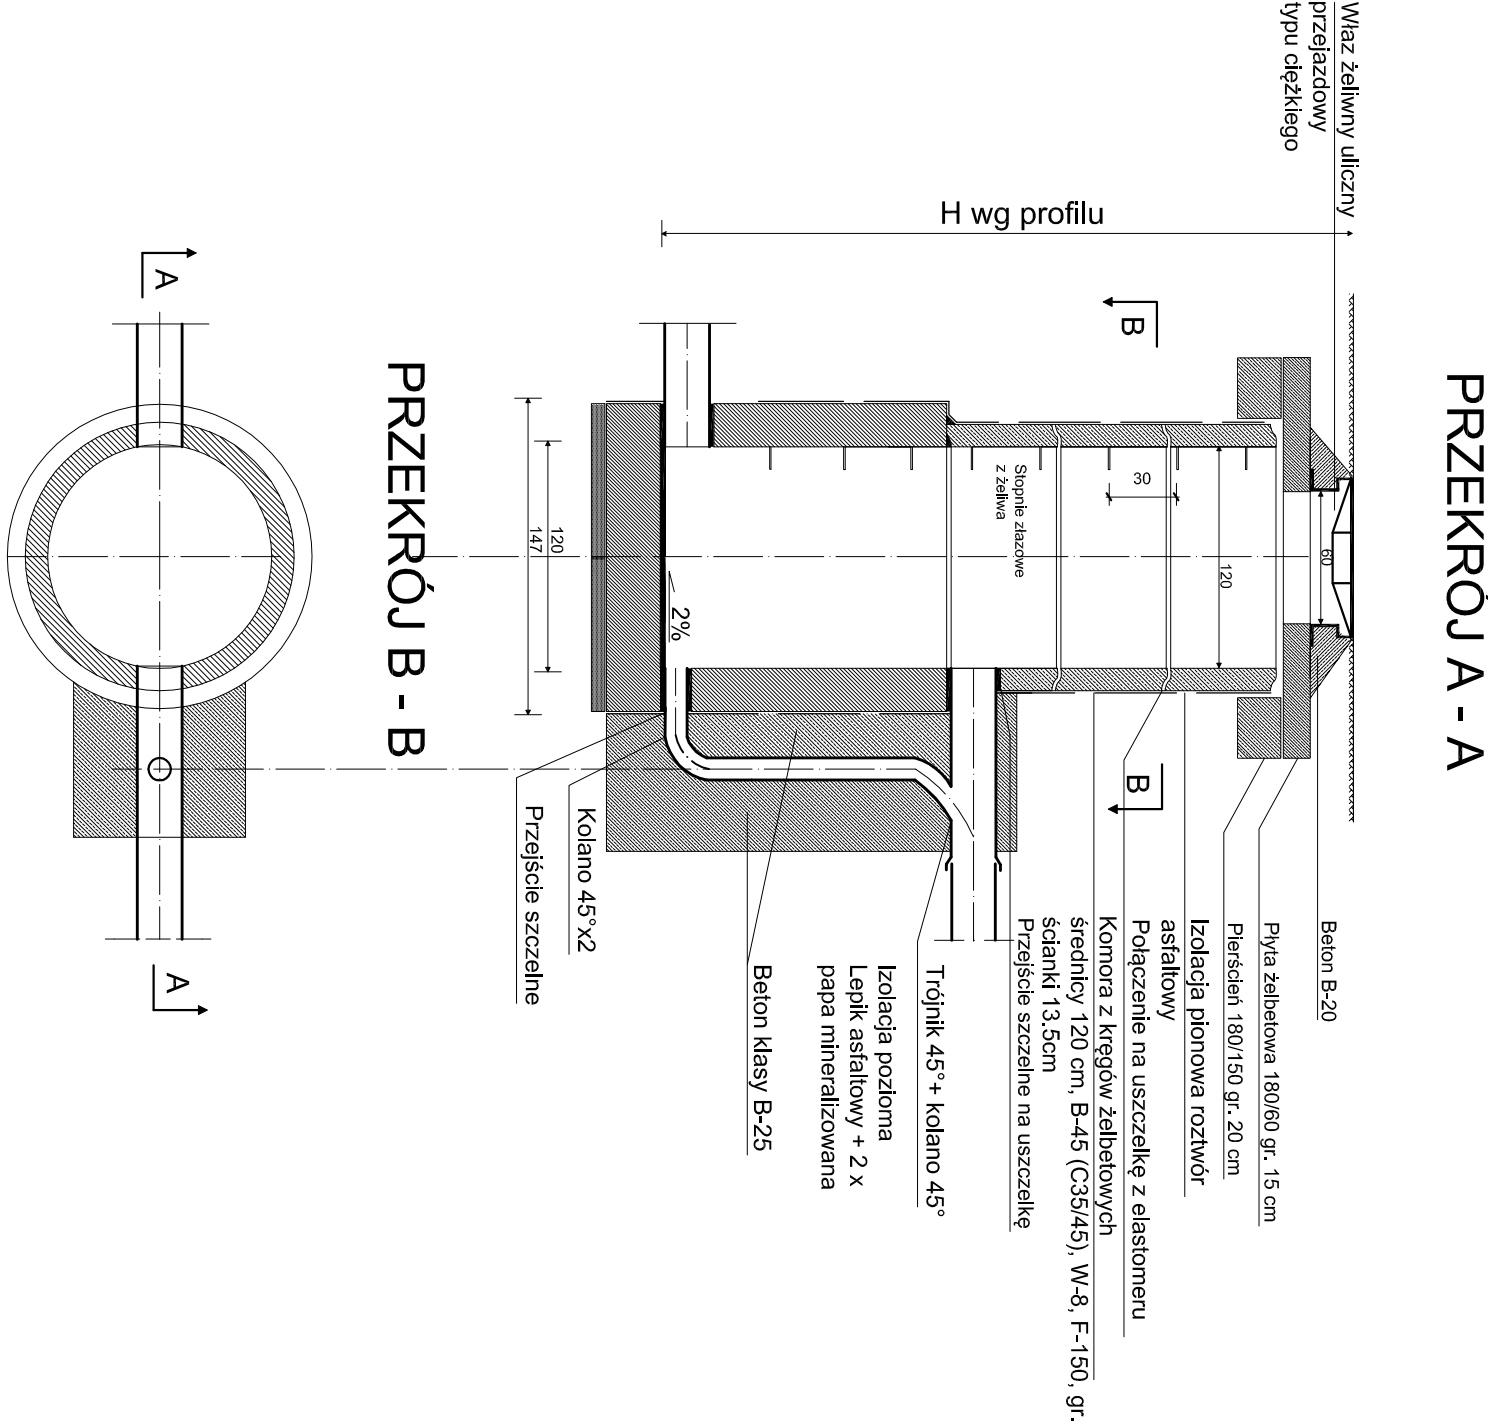 PRZEKRÓJ A - A
Właz żeliwny uliczny
przejazdowy
typu ciężkiego
H wg profilu
B
B
60
120
30
Stopnie złazowe
z żeliwa
2%
120
147
Beton B-20
Płyta żelbetowa 180/60 gr. 15 cm
Pierścień 180/150 gr. 20 cm
Izolacja pionowa roztwór
asfaltowy
Połączenie na uszczelkę z elastomeru
Komora z kręgów żelbetowych
średnicy 120 cm, B-45 (C35/45), W-8, F-150, gr.
ścianki 13.5cm
Przejście szczelne na uszczelkę
Trójnik 45°+ kolano 45°
Izolacja pozioma
Lepik asfaltowy + 2 x
papa mineralizowana
Beton klasy B-25
Kolano 45°x2
Przejście szczelne
PRZEKRÓJ B - B
A
A